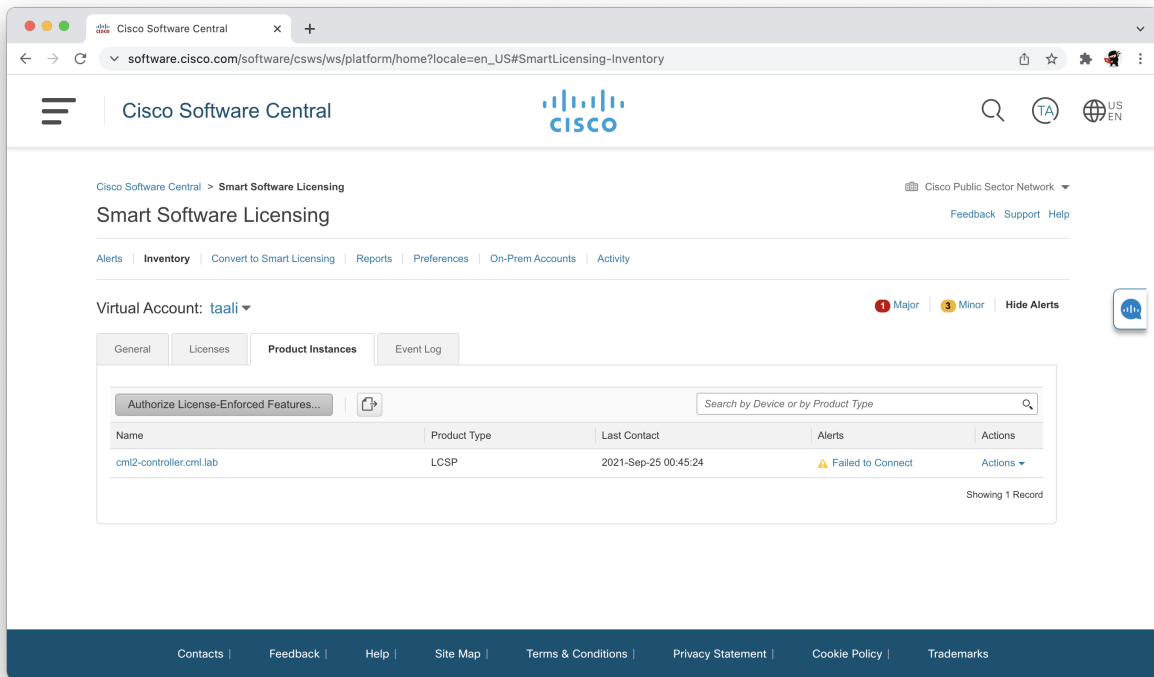 Cisco Software Central
software.cisco.com/software/csws/ws/platform/home?locale=en_US#SmartLicensing-Inventory
Cisco Software Central
CISCO
TA
US
EN
Cisco Software Central > Smart Software Licensing
Cisco Public Sector Network
Smart Software Licensing
Feedback Support Help
Alerts Inventory Convert to Smart Licensing Reports Preferences On-Prem Accounts Activity
Virtual Account: taali
1 Major 3 Minor Hide Alerts
General Licenses Product Instances Event Log
Authorize License-Enforced Features...
Search by Device or by Product Type
Name Product Type Last Contact Alerts Actions
cml2-controller.cml.lab LCSP 2021-Sep-25 00:45:24 Failed to Connect Actions
Showing 1 Record
Contacts | Feedback | Help | Site Map | Terms & Conditions | Privacy Statement | Cookie Policy | Trademarks